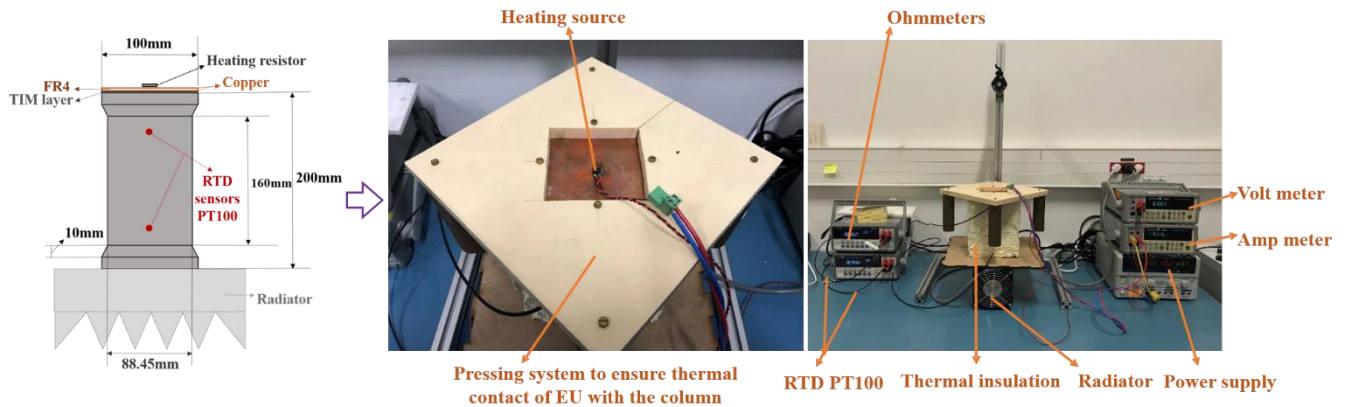 100mm
Heating resistor
FR4
Copper
TIM layer
RTD
sensors
PT100
160mm
200mm
10mm
Radiator
88.45mm
Heating source
Pressing system to ensure thermal
contact of EU with the column
Ohmmeters
Volt meter
Amp meter
RTD PT100
Thermal insulation
Radiator
Power supply